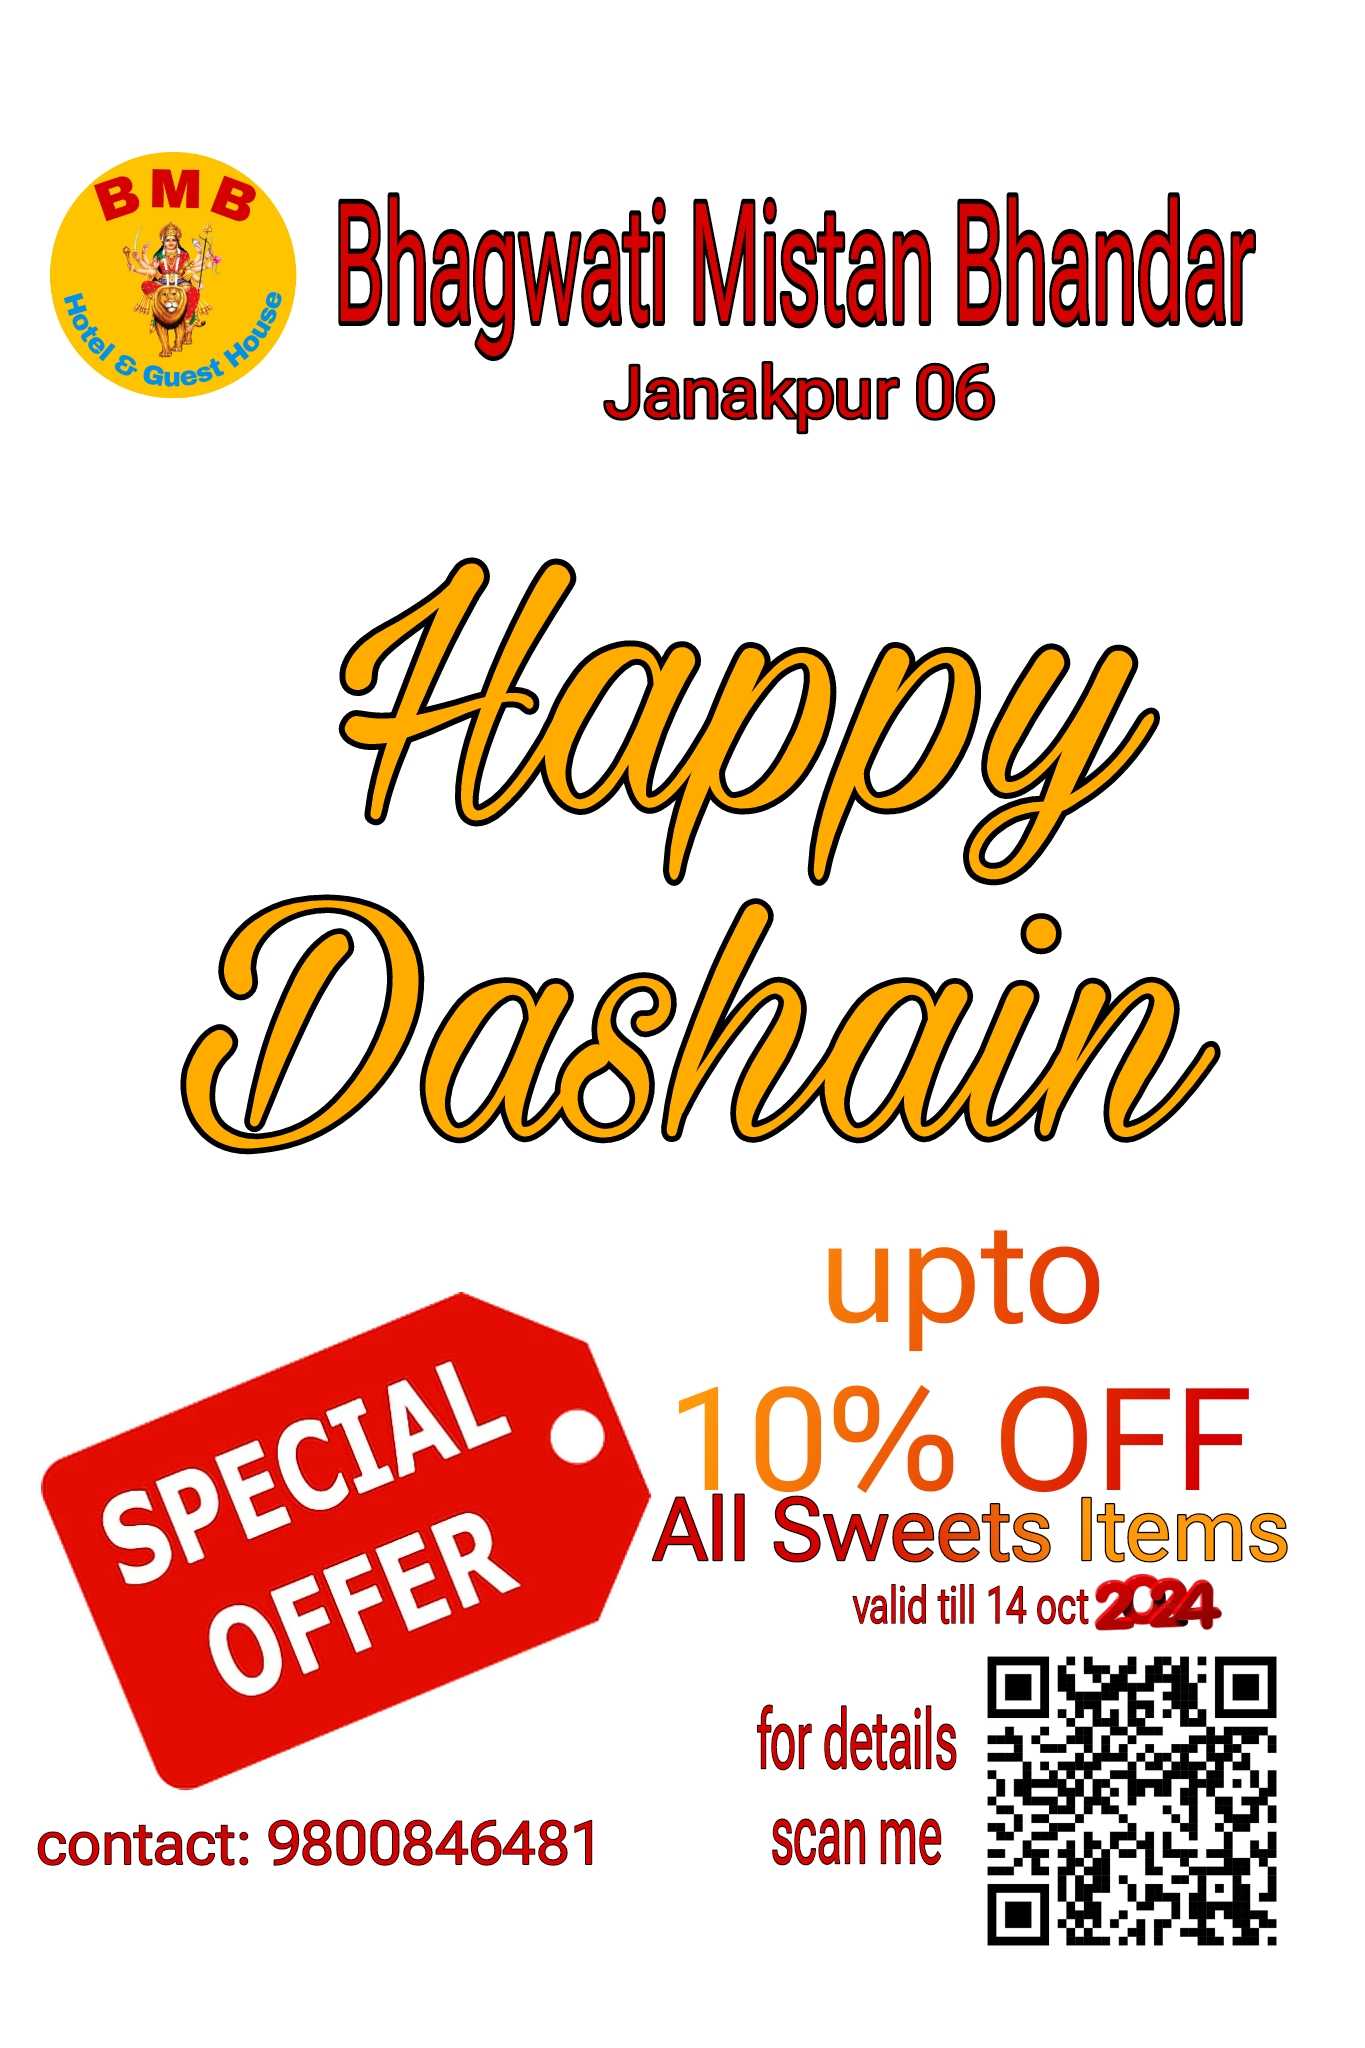 BMB
Hotel & Guest House
Bhagwati Mistan Bhandar
Janakpur 06
Happy
Dashain
upto
10% OFF
All Sweets Items
valid till 14 oct 2024
SPECIAL
OFFER
for details
scan me
contact: 9800846481